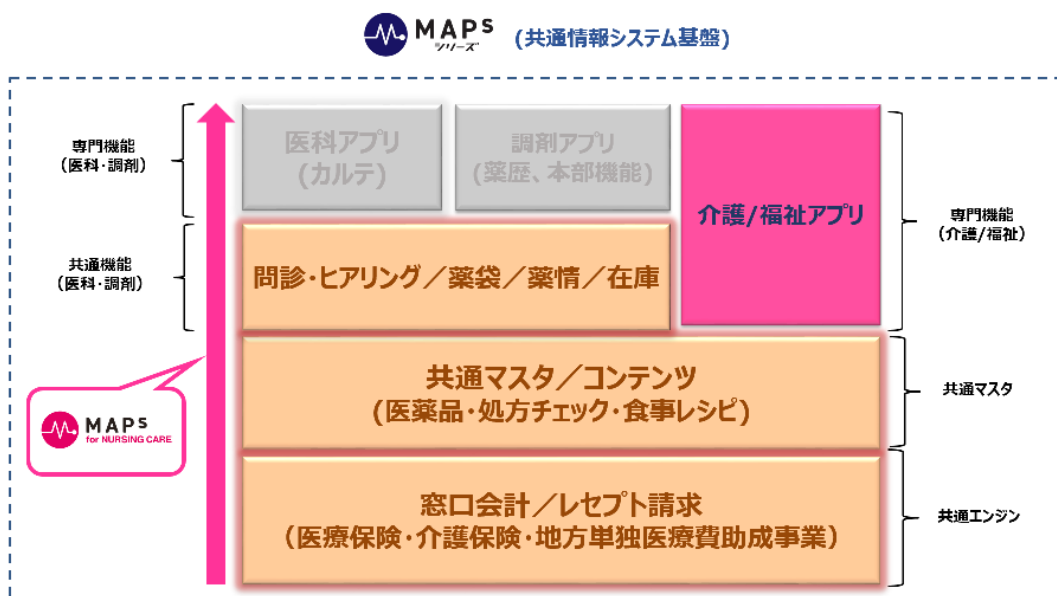 MAPs
シリーズ
(共通情報システム基盤)
専門機能
(医科・調剤)
医科アプリ
(カルテ)
調剤アプリ
(薬歴、本部機能)
介護/福祉アプリ
専門機能
(介護/福祉)
共通機能
(医科・調剤)
問診・ヒアリング／薬袋／薬情／在庫
共通マスタ／コンテンツ
(医薬品・処方チェック・食事レシピ)
共通マスタ
MAPs
for NURSING CARE
窓口会計／レセプト請求
（医療保険・介護保険・地方単独医療費助成事業）
共通エンジン